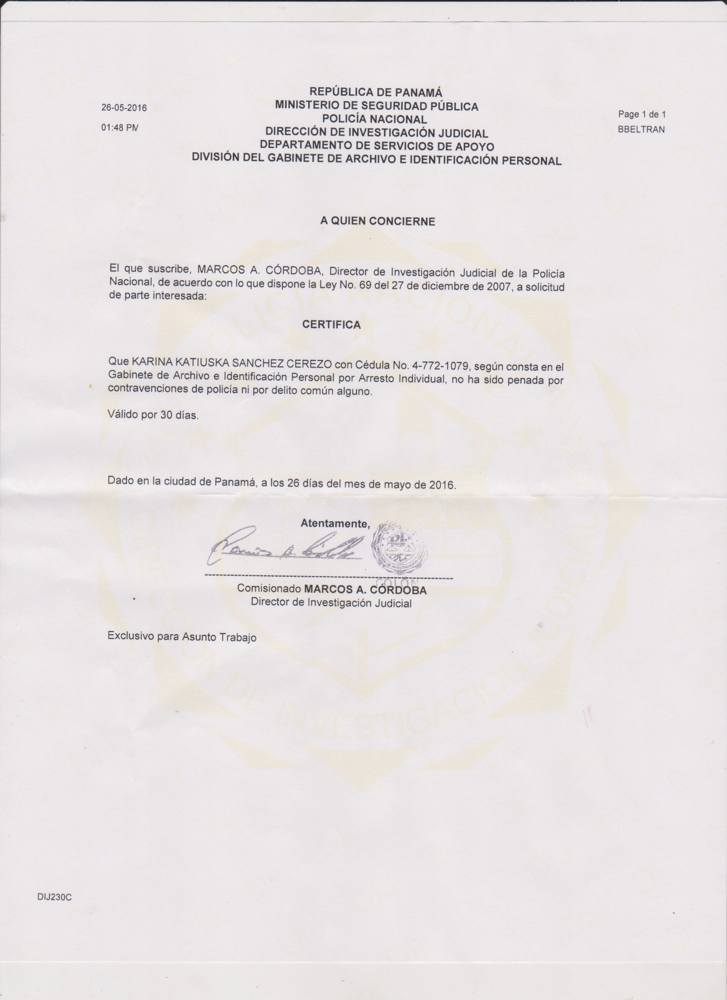 REPÚBLICA DE PANAMÁ
MINISTERIO DE SEGURIDAD PÚBLICA
POLICÍA NACIONAL
DIRECCIÓN DE INVESTIGACIÓN JUDICIAL
DEPARTAMENTO DE SERVICIOS DE APOYO
DIVISIÓN DEL GABINETE DE ARCHIVO E IDENTIFICACIÓN PERSONAL
26-05-2016
01:48 PM
Page 1 de 1
BBELTRAN
A QUIEN CONCIERNE
El que suscribe, MARCOS A. CÓRDOBA, Director de Investigación Judicial de la Policía
Nacional, de acuerdo con lo que dispone la Ley No. 69 del 27 de diciembre de 2007, a solicitud
de parte interesada:
CERTIFICA
Que KARINA KATIUSKA SANCHEZ CEREZO con Cédula No. 4-772-1079, según consta en el
Gabinete de Archivo e Identificación Personal por Arresto Individual, no ha sido penada por
contravenciones de policía ni por delito común alguno.
Válido por 30 días.
Dado en la ciudad de Panamá, a los 26 días del mes de mayo de 2016.
Atentamente,
COLÓN
Comisionado MARCOS A. CÓRDOBA
Director de Investigación Judicial
Exclusivo para Asunto Trabajo
POLICIA NACIONAL
DIRECCION DE INVESTIGACION JUDICIAL
DIJ230C